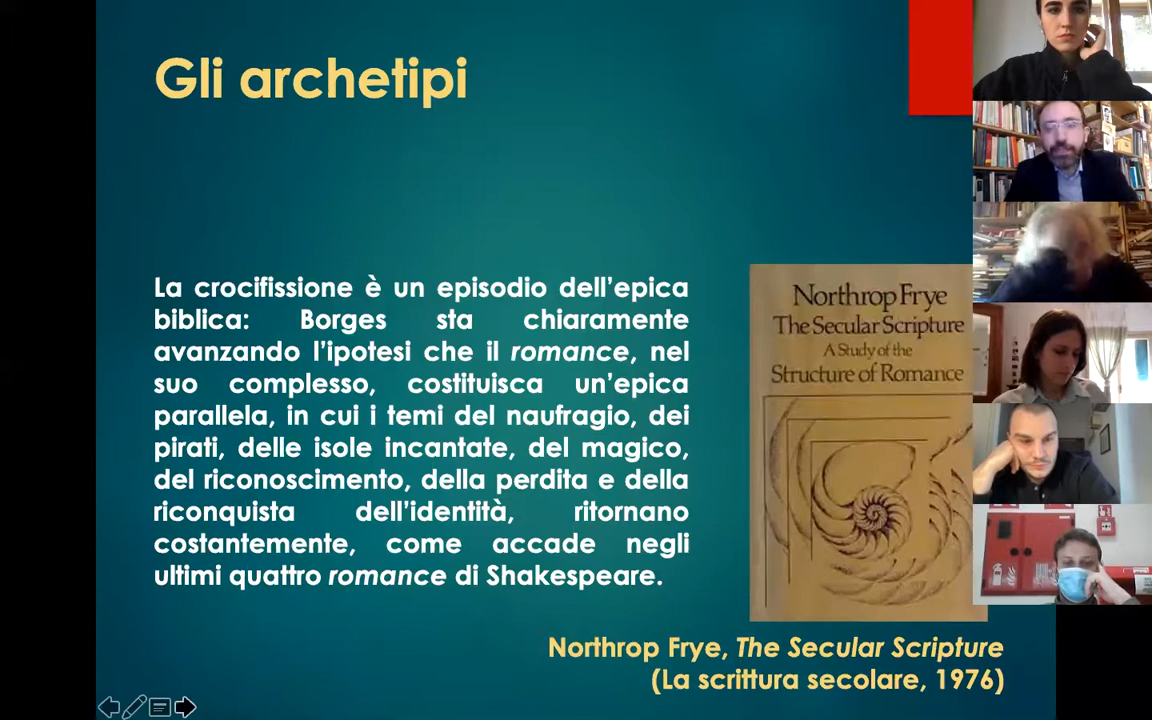 Gli archetipi
La crocifissione è un episodio dell'epica
biblica: Borges sta chiaramente
avanzando l'ipotesi che il romance, nel
suo complesso, costituisca un'epica
parallela, in cui i temi del naufragio, dei
pirati, delle isole incantate, del magico,
del riconoscimento, della perdita e della
riconquista dell'identità, ritornano
costantemente, come accade negli
ultimi quattro romance di Shakespeare.
Northrop Frye
The Secular Scripture
A Study of the
Structure of Romance
Northrop Frye, The Secular Scripture
(La scrittura secolare, 1976)